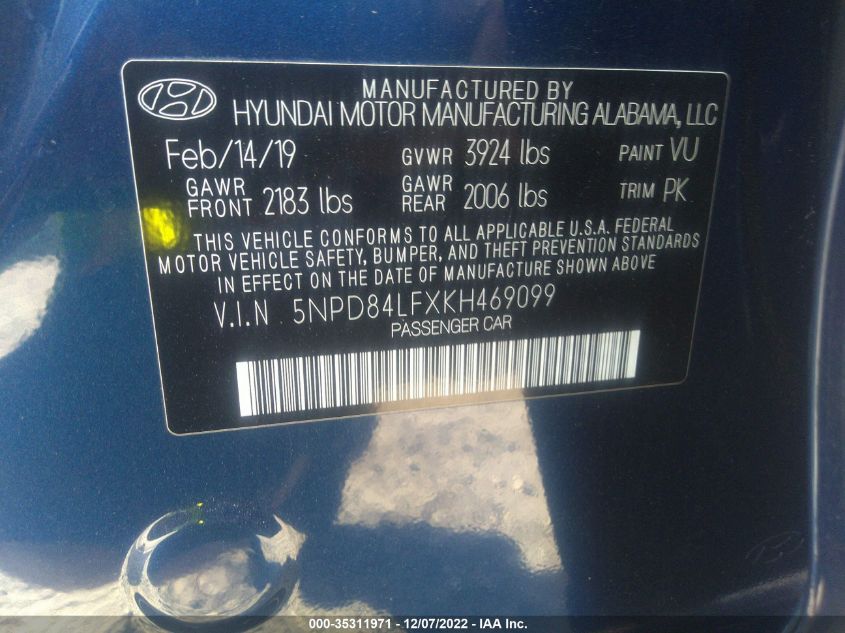 MANUFACTURED BY
HYUNDAI MOTOR MANUFACTURING ALABAMA, LLC
Feb/14/19 GVWR 3924 lbs PAINT VU
GAWR FRONT 2183 lbs GAWR REAR 2006 lbs TRIM PK
THIS VEHICLE CONFORMS TO ALL APPLICABLE U.S.A. FEDERAL
MOTOR VEHICLE SAFETY, BUMPER, AND THEFT PREVENTION STANDARDS
IN EFFECT ON THE DATE OF MANUFACTURE SHOWN ABOVE
V.I.N 5NPD84LFXKH469099
PASSENGER CAR
000-35311971 - 12/07/2022 - IAA Inc.